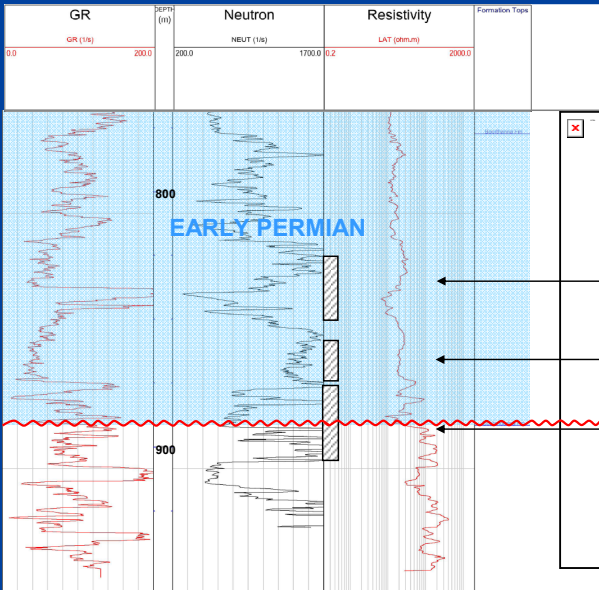 GR
GR (1/s)
0.0 200.0
DEPTH
(m)
Neutron
NEUT (1/s)
200.0 1700.0
Resistivity
LAT (ohm.m)
0.2 2000.0
Formation Tops
800
EARLY PERMIAN
900